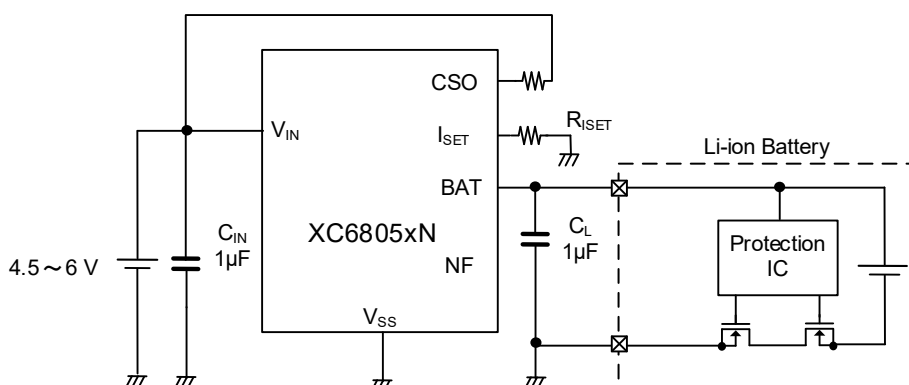 CSO
V_IN
I_SET
R_ISET
Li-ion Battery
BAT
C_IN
1µF
XC6805xN
C_L
1µF
Protection
IC
4.5～6 V
NF
V_SS